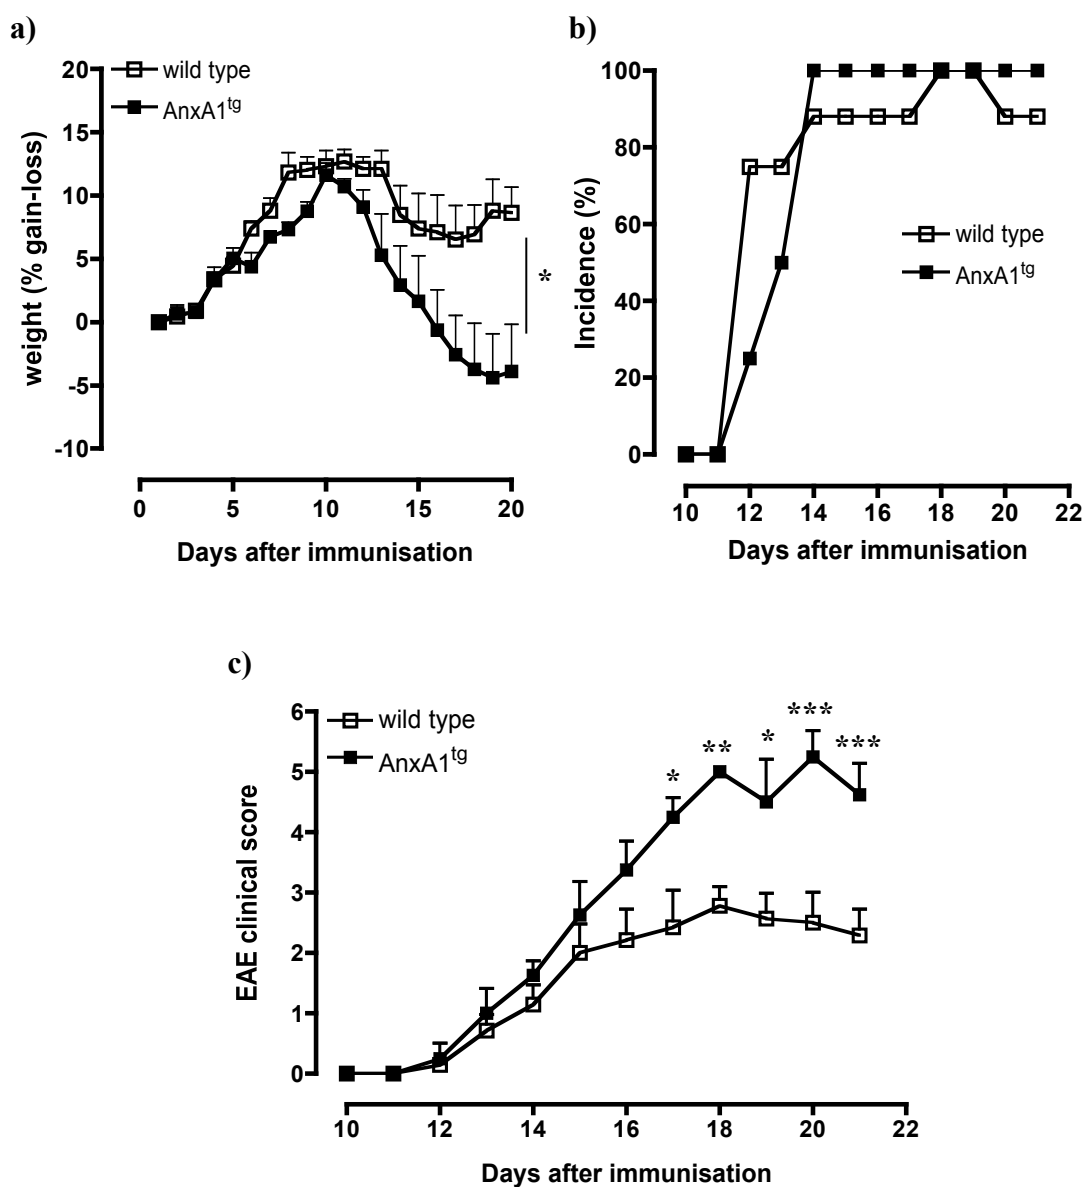 a)
wild type
AnxA1tg
weight (% gain-loss)
20
15
10
5
0
-5
-10
*
0 5 10 15 20
Days after immunisation
b)
Incidence (%)
100
80
60
40
20
0
wild type
AnxA1tg
10 12 14 16 18 20 22
Days after immunisation
c)
wild type
AnxA1tg
EAE clinical score
6
5
4
3
2
1
0
* ** * *** ***
10 12 14 16 18 20 22
Days after immunisation